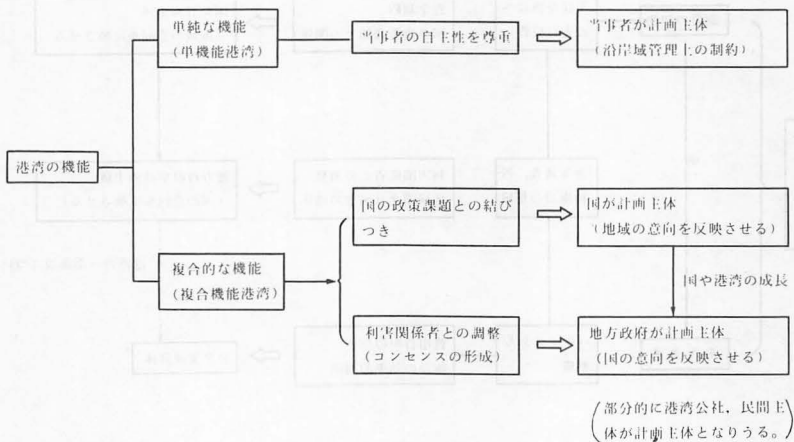 単純な機能
(単機能港湾)
当事者の自主性を尊重
当事者が計画主体
(沿岸域管理上の制約)
港湾の機能
複合的な機能
(複合機能港湾)
国の政策課題との結び
つき
国が計画主体
(地域の意向を反映させる)
国や港湾の成長
利害関係者との調整
(コンセンスの形成)
地方政府が計画主体
(国の意向を反映させる)
(部分的に港湾公社，民間主
体が計画主体となりうる。)